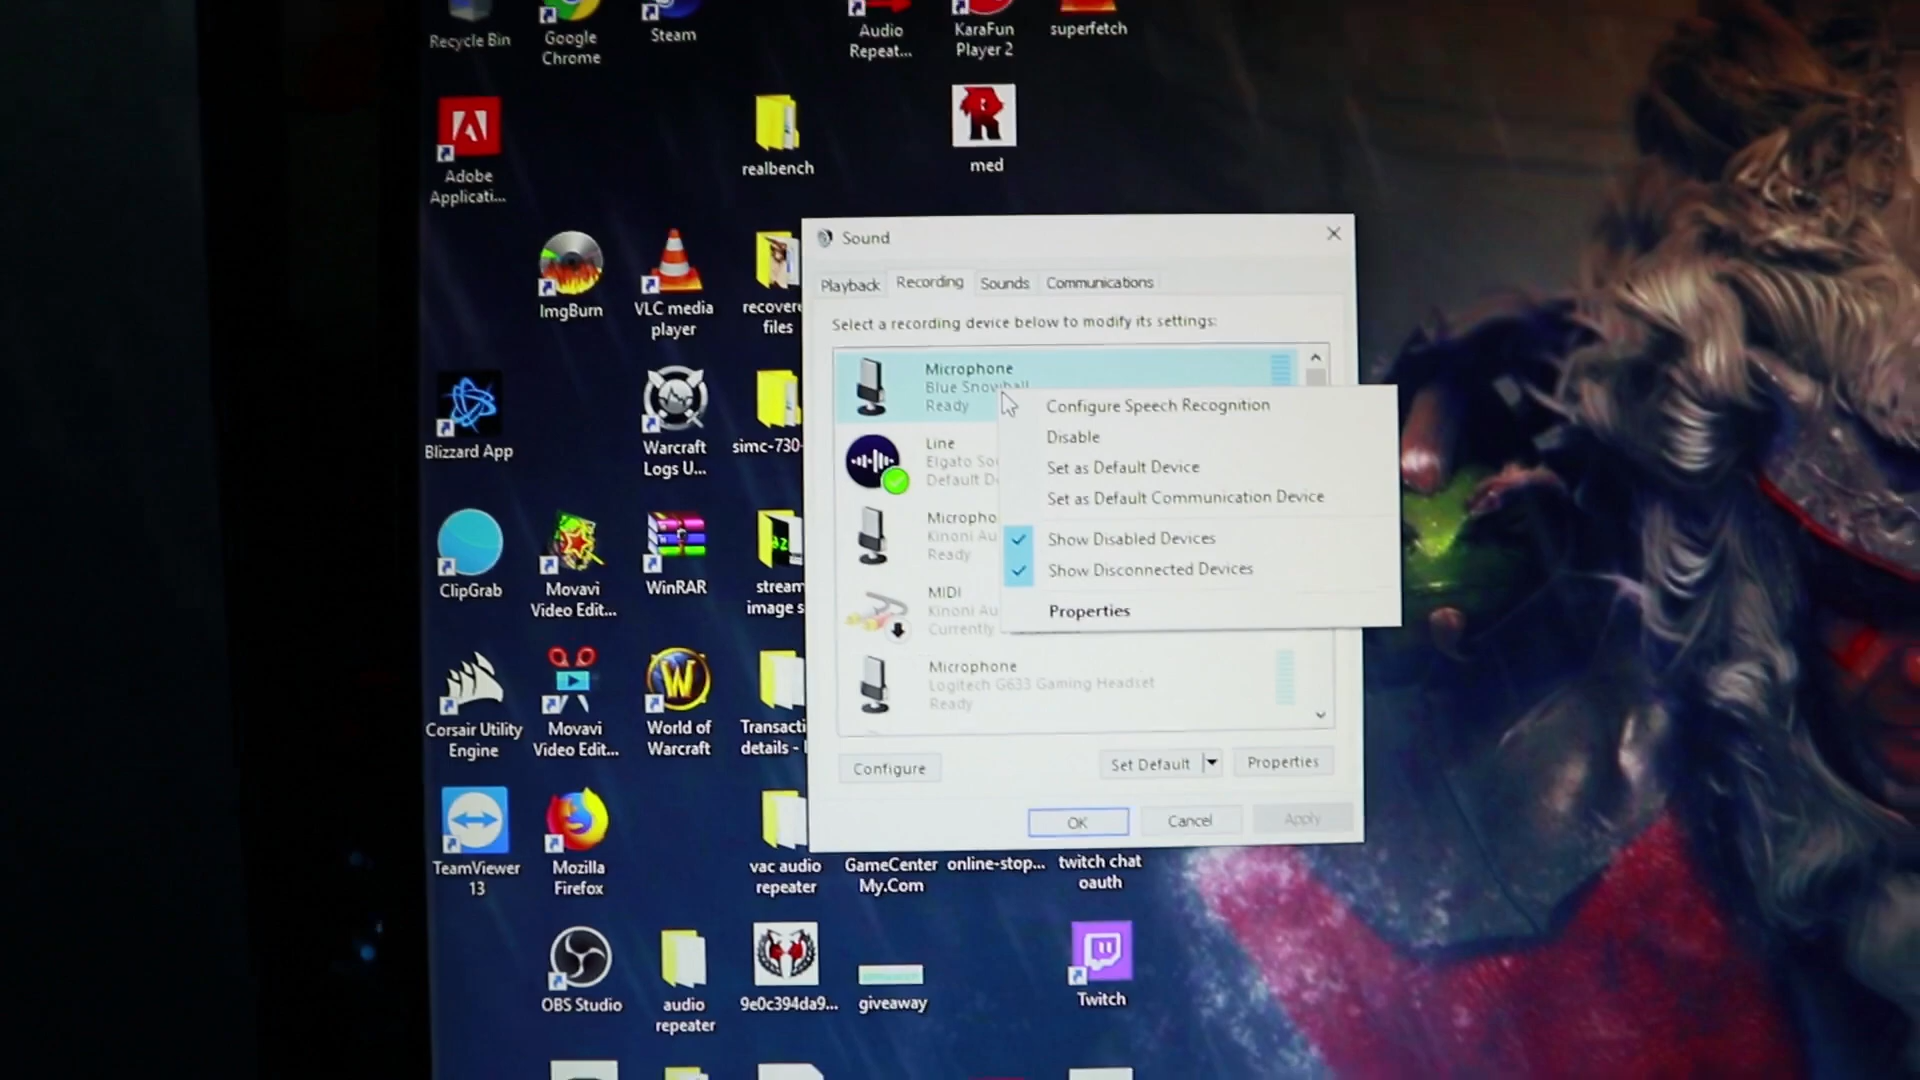 Recycle Bin
Google
Chrome
Steam
Audio
Repeat...
KaraFun
Player 2
superfetch
Adobe
Applicati...
realbench
med
ImgBurn
VLC media
player
recovere
files
Blizzard App
Warcraft
Logs U...
simc-730-
ClipGrab
Movavi
Video Edit...
WinRAR
stream
image s
Corsair Utility
Engine
Movavi
Video Edit...
World of
Warcraft
Transacti
details -
TeamViewer
13
Mozilla
Firefox
vac audio
repeater
GameCenter
My.Com
online-stop...
twitch chat
oauth
OBS Studio
audio
repeater
9e0c394da9...
giveaway
Twitch
Sound
Playback
Recording
Sounds
Communications
Select a recording device below to modify its settings:
Microphone
Blue Snowball
Ready
Line
Elgato Sou
Default De
Micropho
Kinoni Au
Ready
MIDI
Kinoni Au
Currently
Microphone
Logitech G633 Gaming Headset
Ready
Configure Speech Recognition
Disable
Set as Default Device
Set as Default Communication Device
Show Disabled Devices
Show Disconnected Devices
Properties
Configure
Set Default
Properties
OK
Cancel
Apply